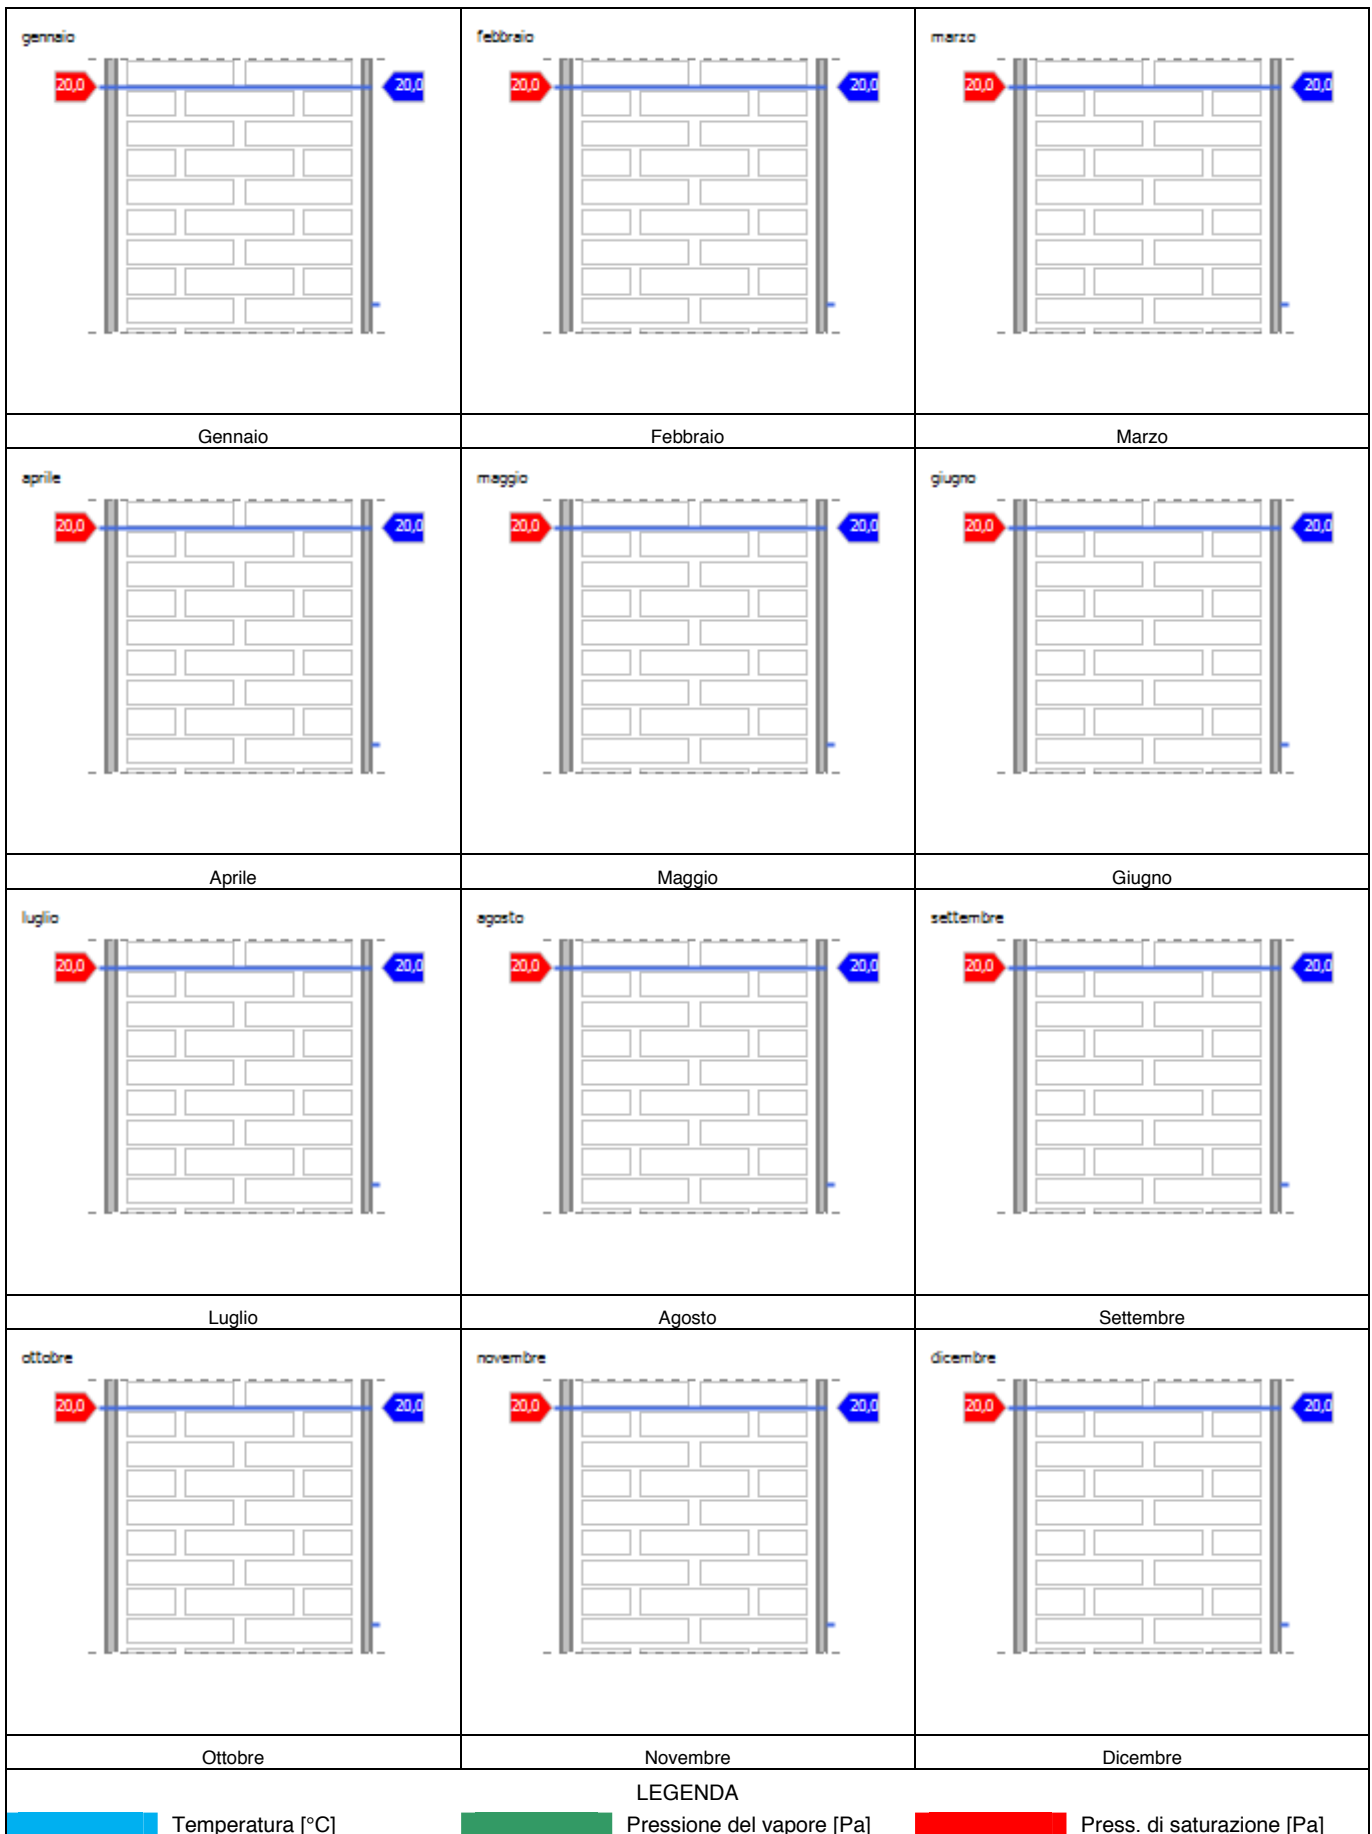 gennaio febbraio marzo
20,0 20,0 20,0 20,0 20,0 20,0
Gennaio Febbraio Marzo
aprile maggio giugno
20,0 20,0 20,0 20,0 20,0 20,0
Aprile Maggio Giugno
luglio agosto settembre
20,0 20,0 20,0 20,0 20,0 20,0
Luglio Agosto Settembre
ottobre novembre dicembre
20,0 20,0 20,0 20,0 20,0 20,0
Ottobre Novembre Dicembre
LEGENDA
Temperatura [°C] Pressione del vapore [Pa] Press. di saturazione [Pa]